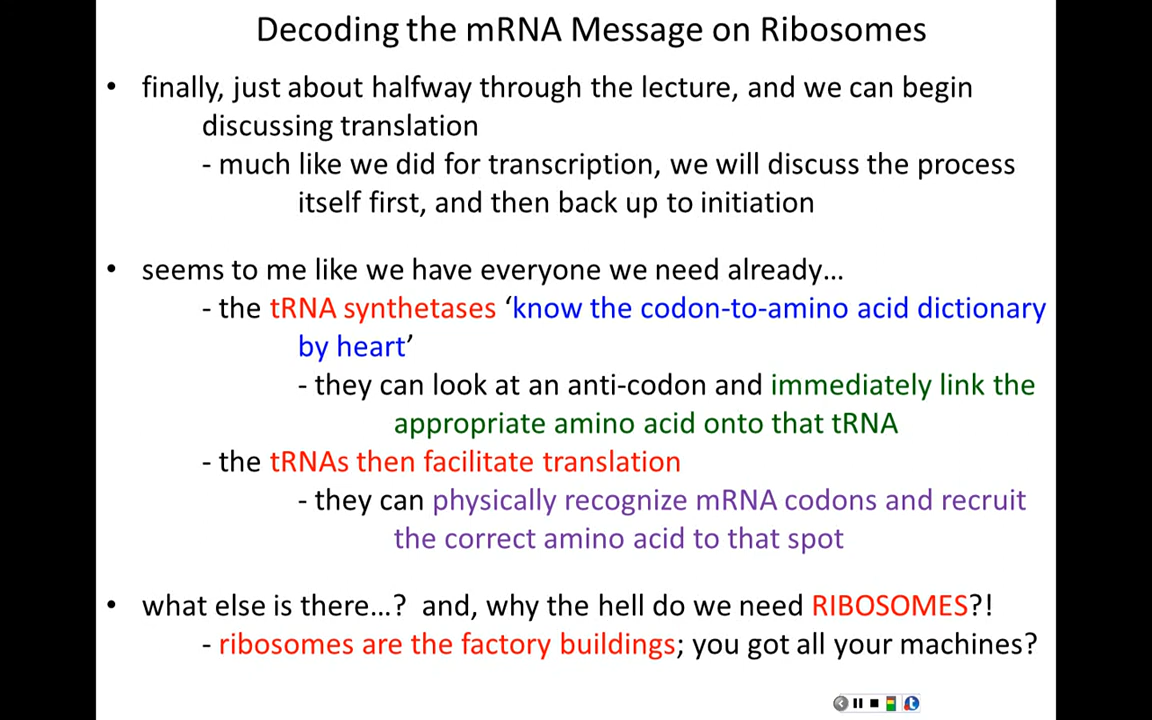 Decoding the mRNA Message on Ribosomes
• finally, just about halfway through the lecture, and we can begin
discussing translation
- much like we did for transcription, we will discuss the process
itself first, and then back up to initiation
• seems to me like we have everyone we need already…
- the tRNA synthetases ‘know the codon-to-amino acid dictionary
by heart’
- they can look at an anti-codon and immediately link the
appropriate amino acid onto that tRNA
- the tRNAs then facilitate translation
- they can physically recognize mRNA codons and recruit
the correct amino acid to that spot
• what else is there…?  and, why the hell do we need RIBOSOMES?!
- ribosomes are the factory buildings; you got all your machines?